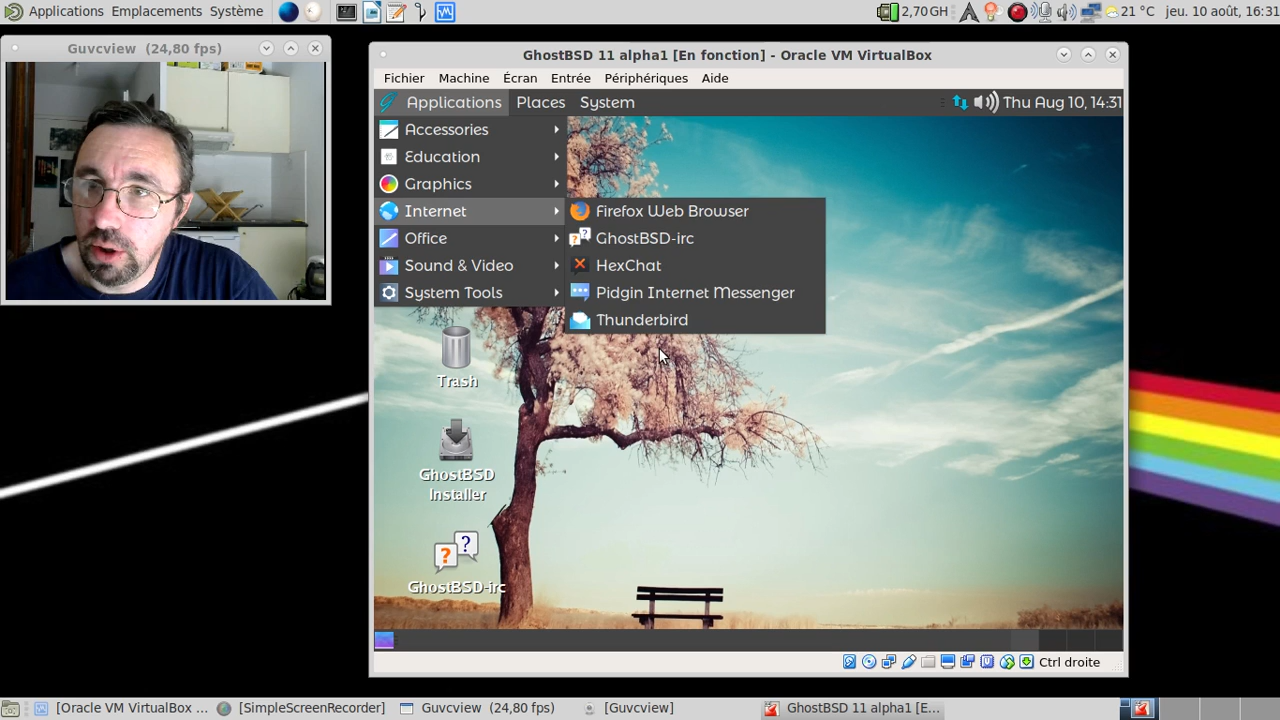 Applications Emplacements Système
2,70 GH
21 °C jeu. 10 août, 16:31
Guvcview (24,80 fps)
GhostBSD 11 alpha1 [En fonction] - Oracle VM VirtualBox
Fichier Machine Écran Entrée Périphériques Aide
Applications Places System
Thu Aug 10, 14:31
Accessories
Education
Graphics
Internet
Office
Sound & Video
System Tools
Firefox Web Browser
GhostBSD-irc
HexChat
Pidgin Internet Messenger
Thunderbird
Trash
GhostBSD
Installer
GhostBSD-irc
Ctrl droite
[Oracle VM VirtualBox ...
[SimpleScreenRecorder]
Guvcview (24,80 fps)
[Guvcview]
GhostBSD 11 alpha1 [E...